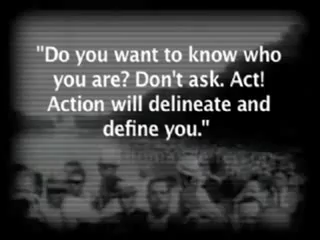 "Do you want to know who
you are? Don't ask. Act!
Action will delineate and
define you."